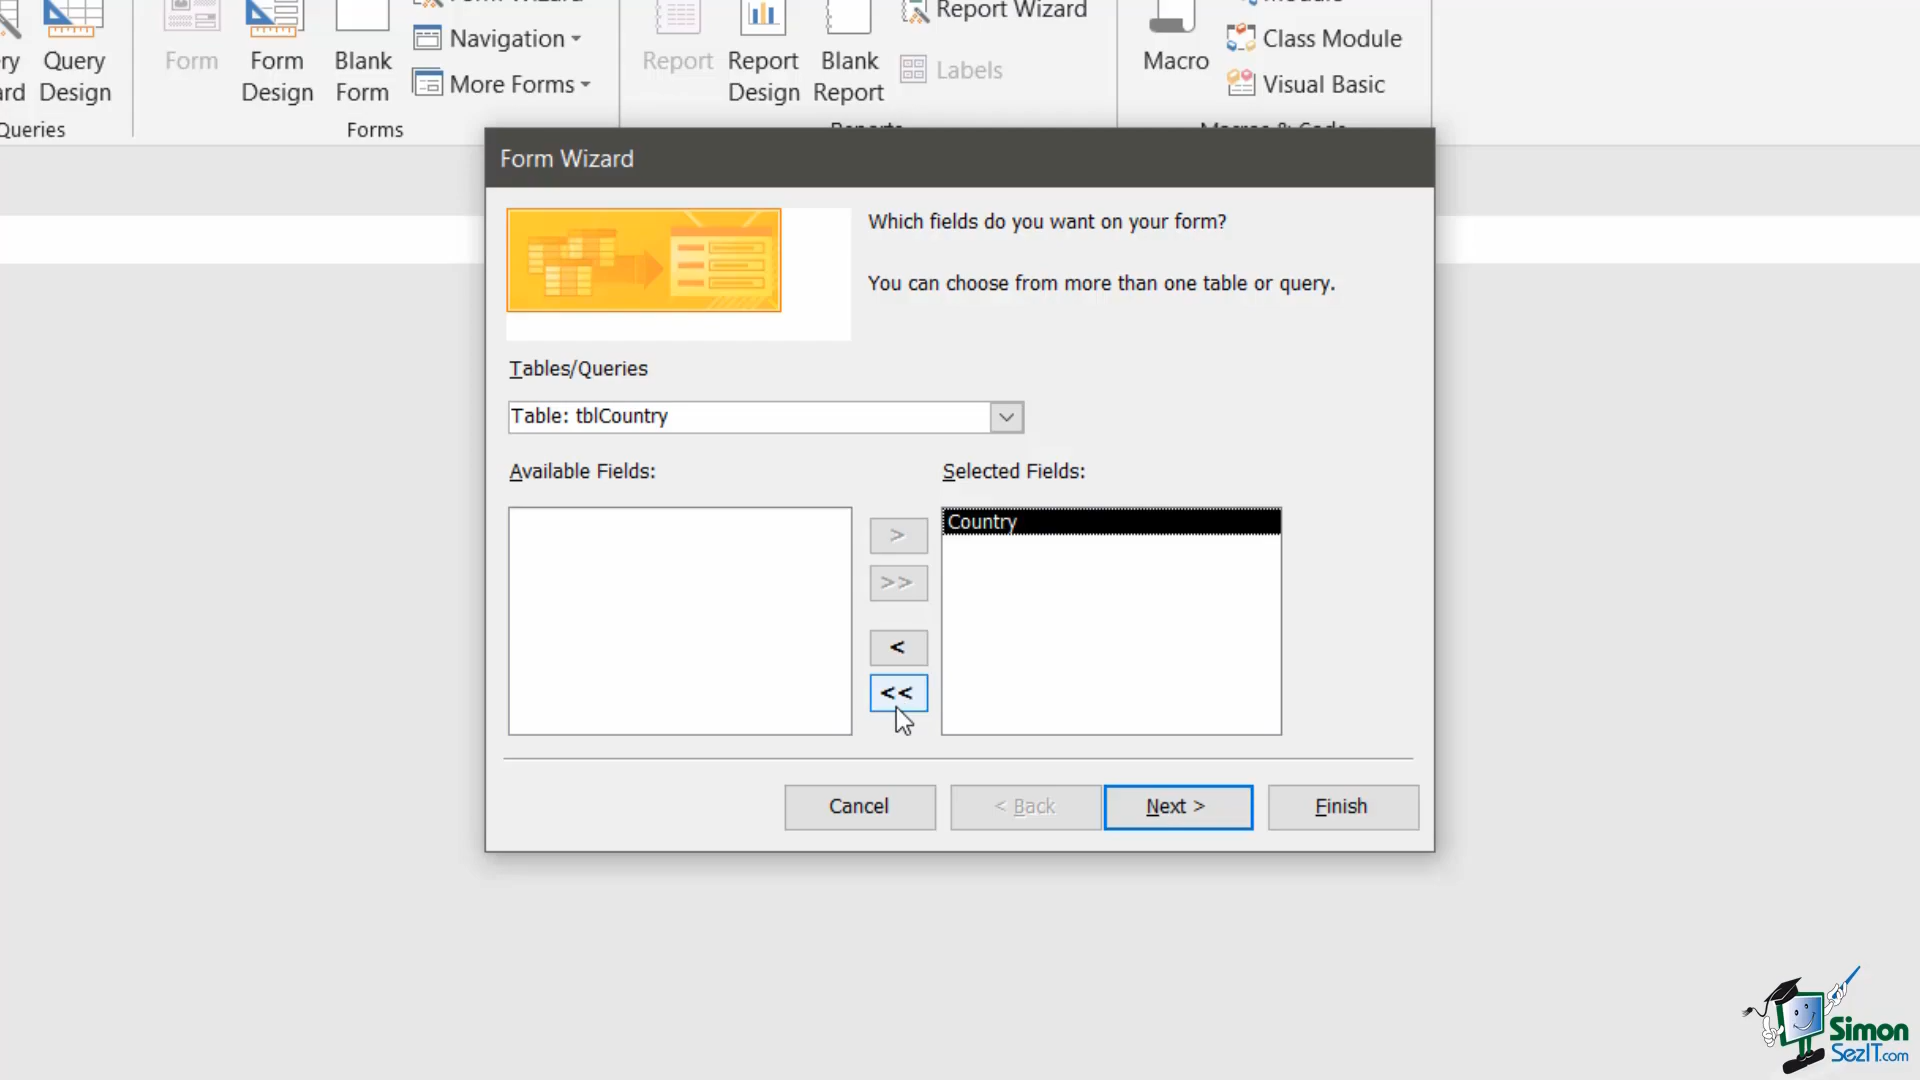 Report Wizard
Navigation
Class Module
ry
Query
Form
Form
Blank
Report
Report
Blank
Labels
Macro
More Forms
Visual Basic
Design
Form
Design
Report
Design
Queries
Forms
Form Wizard
Which fields do you want on your form?
You can choose from more than one table or query.
Tables/Queries
Table: tblCountry
Available Fields:
Selected Fields:
Country
>
>>
<
<<
Cancel
< Back
Next >
Finish
Simon
SezIT.com